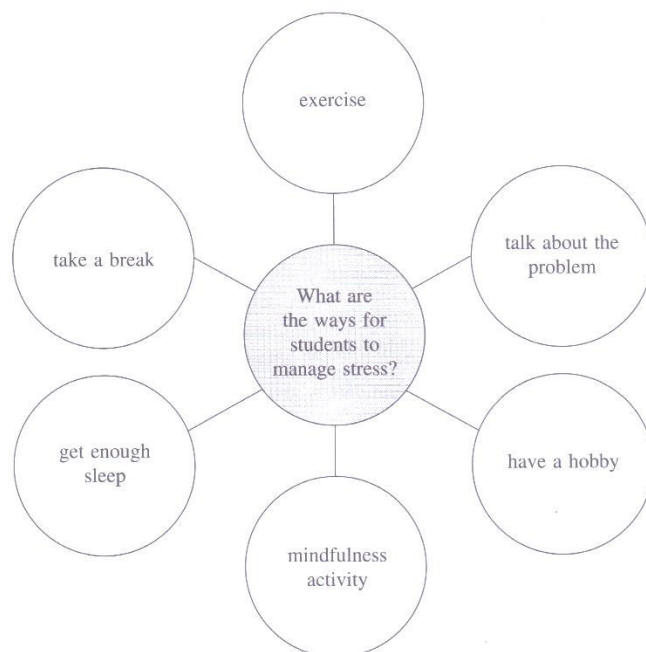 exercise
take a break
talk about the
problem
What are
the ways for
students to
manage stress?
get enough
sleep
have a hobby
mindfulness
activity